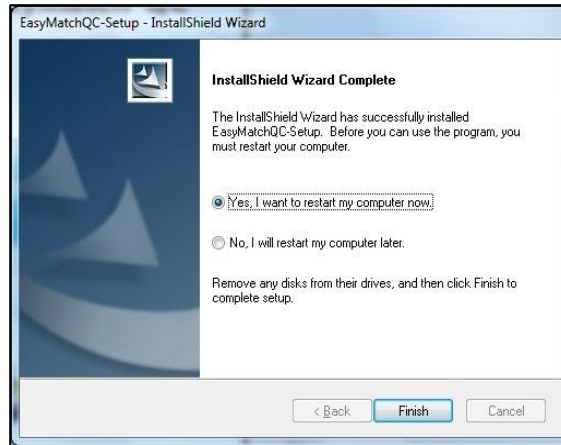 EasyMatchQC-Setup - InstallShield Wizard
InstallShield Wizard Complete
The InstallShield Wizard has successfully installed
EasyMatchQC-Setup. Before you can use the program, you
must restart your computer.
Yes, I want to restart my computer now.
No, I will restart my computer later.
Remove any disks from their drives, and then click Finish to
complete setup.
< Back Finish Cancel